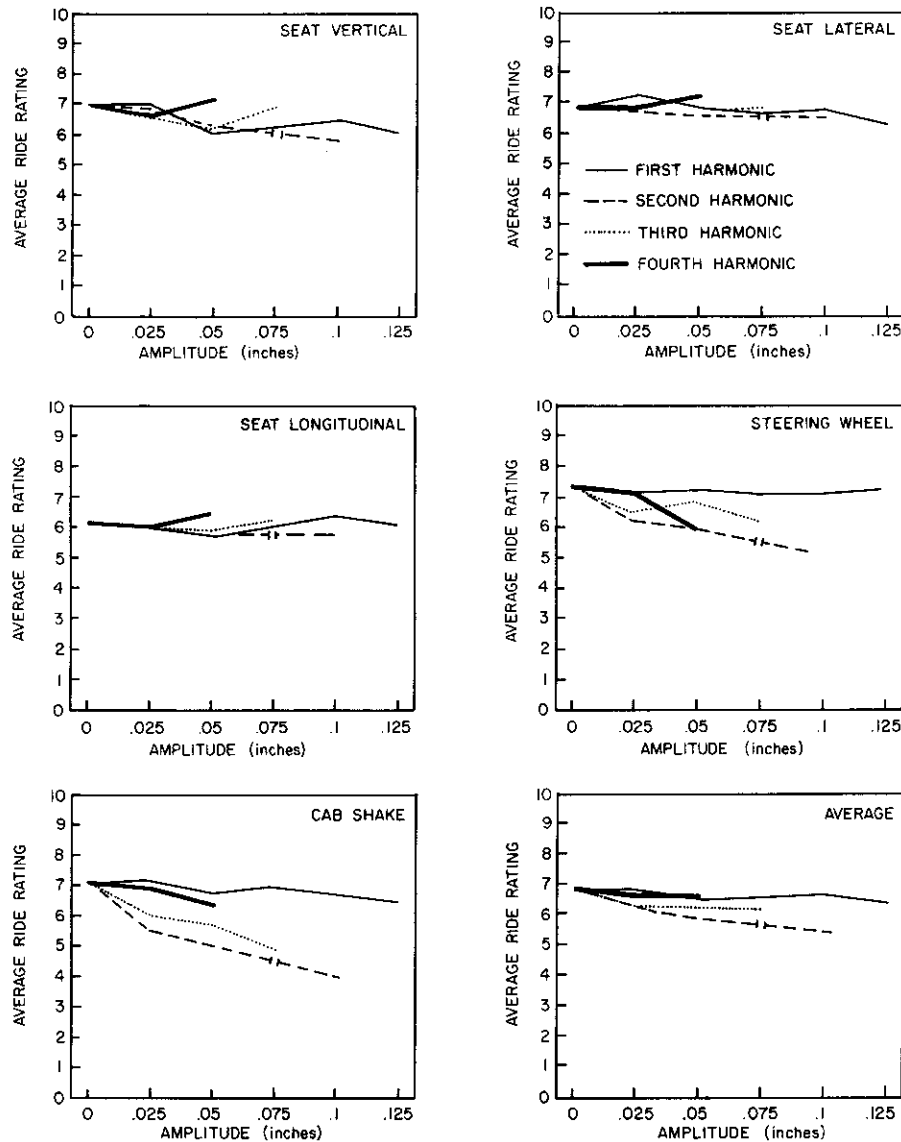 SEAT VERTICAL
AVERAGE RIDE RATING
10
9
8
7
6
5
4
3
2
1
0
0 .025 .05 .075 .1 .125
AMPLITUDE (inches)
SEAT LATERAL
AVERAGE RIDE RATING
10
9
8
7
6
5
4
3
2
1
0
FIRST HARMONIC
SECOND HARMONIC
THIRD HARMONIC
FOURTH HARMONIC
0 .025 .05 .075 .1 .125
AMPLITUDE (inches)
SEAT LONGITUDINAL
AVERAGE RIDE RATING
10
9
8
7
6
5
4
3
2
1
0
0 .025 .05 .075 .1 .125
AMPLITUDE (inches)
STEERING WHEEL
AVERAGE RIDE RATING
10
9
8
7
6
5
4
3
2
1
0
0 .025 .05 .075 .1 .125
AMPLITUDE (inches)
CAB SHAKE
AVERAGE RIDE RATING
10
9
8
7
6
5
4
3
2
1
0
0 .025 .05 .075 .1 .125
AMPLITUDE (inches)
AVERAGE
AVERAGE RIDE RATING
10
9
8
7
6
5
4
3
2
1
0
0 .025 .05 .075 .1 .125
AMPLITUDE (inches)